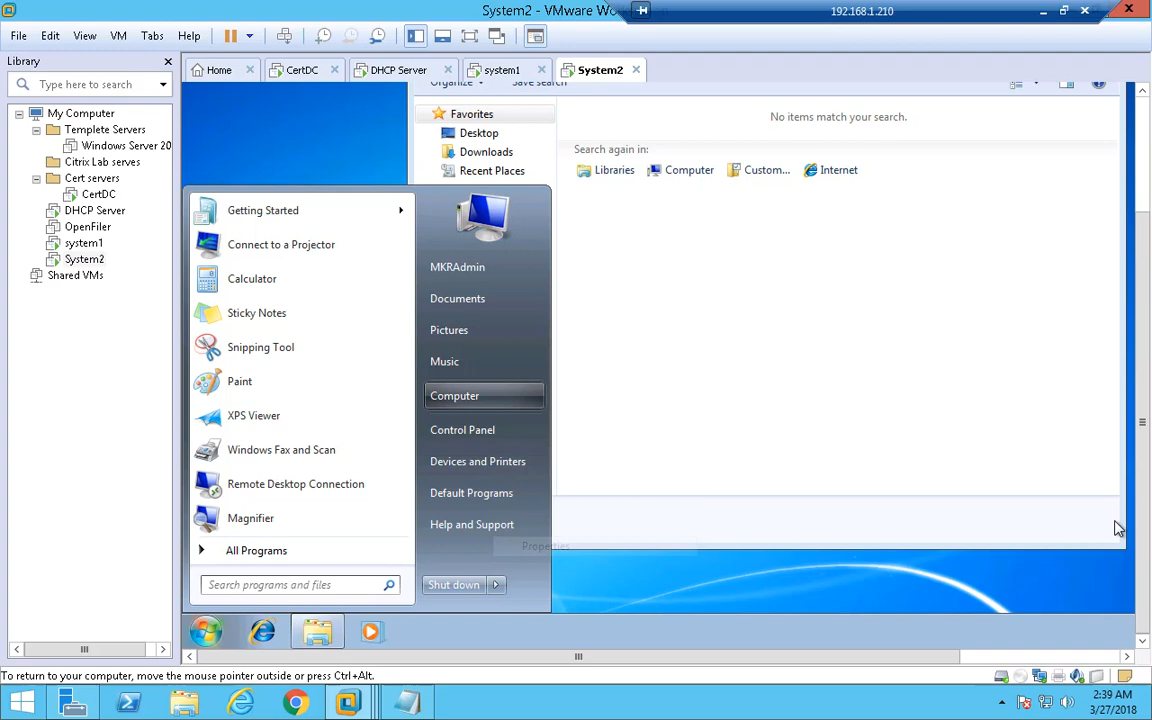 System2 - VMware Wo
192.168.1.210
File Edit View VM Tabs Help
Library
Type here to search
My Computer
Template Servers
Windows Server 20
Citrix Lab serves
Cert servers
CertDC
DHCP Server
OpenFiler
system1
System2
Shared VMs
Home
CertDC
DHCP Server
system1
System2
Organize
Save search
Favorites
Desktop
Downloads
Recent Places
No items match your search.
Search again in:
Libraries Computer Custom... Internet
Getting Started
Connect to a Projector
Calculator
Sticky Notes
Snipping Tool
Paint
XPS Viewer
Windows Fax and Scan
Remote Desktop Connection
Magnifier
All Programs
Search programs and files
MKRAdmin
Documents
Pictures
Music
Computer
Control Panel
Devices and Printers
Default Programs
Help and Support
Shut down
Properties
To return to your computer, move the mouse pointer outside or press Ctrl+Alt.
2:39 AM
3/27/2018